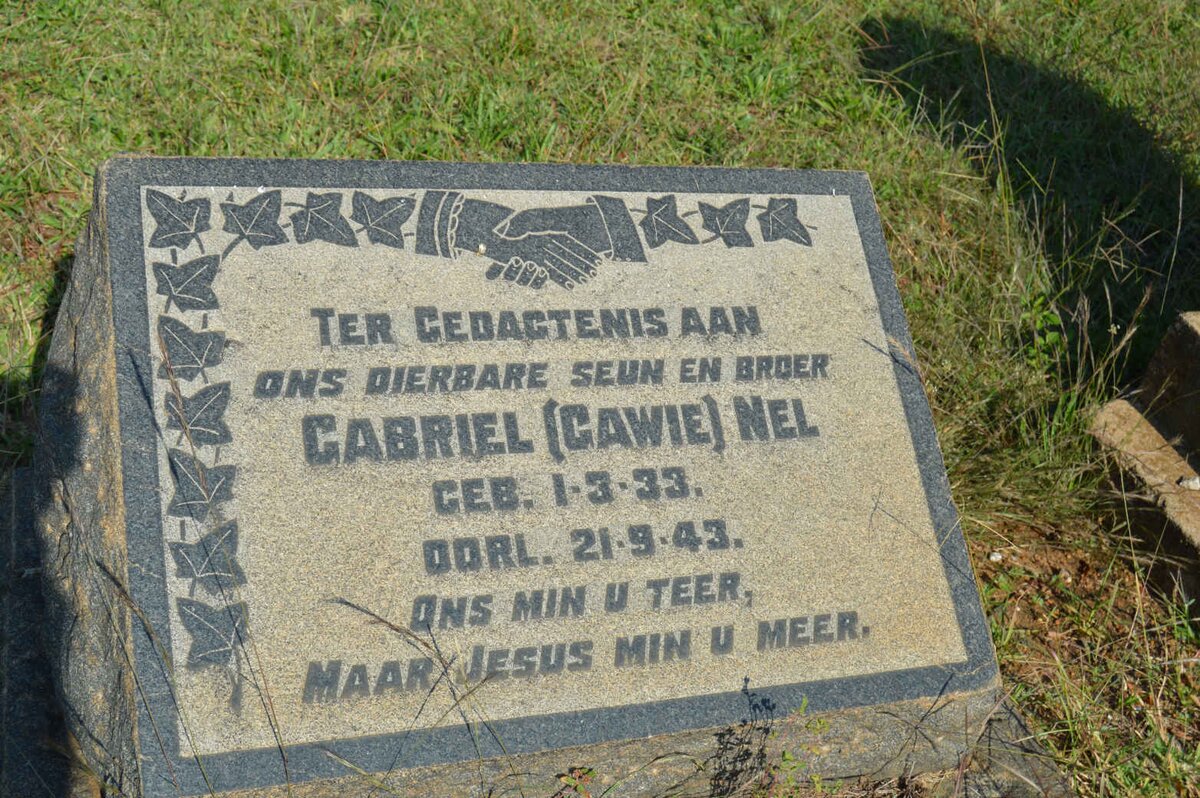 TER GEDAGTENIS AAN
ONS DIERBARE SEUN EN BROER
GABRIEL (GAWIE) NEL
GEB. 1·3·33.
OORL. 21·9·43.
ONS MIN U TEER,
MAAR JESUS MIN U MEER.